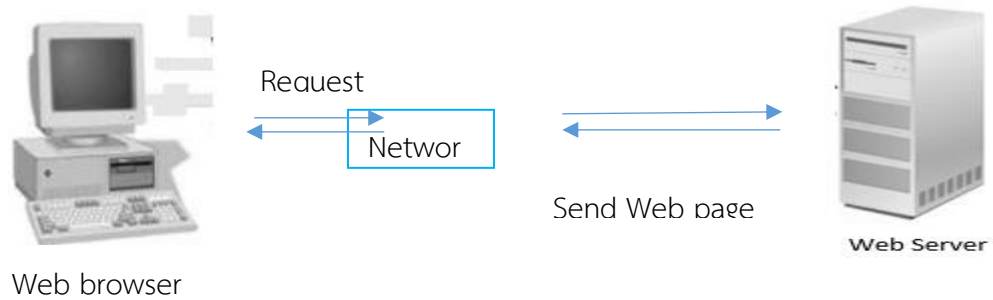 Request
Networ
Send Web page
Web Server
Web browser